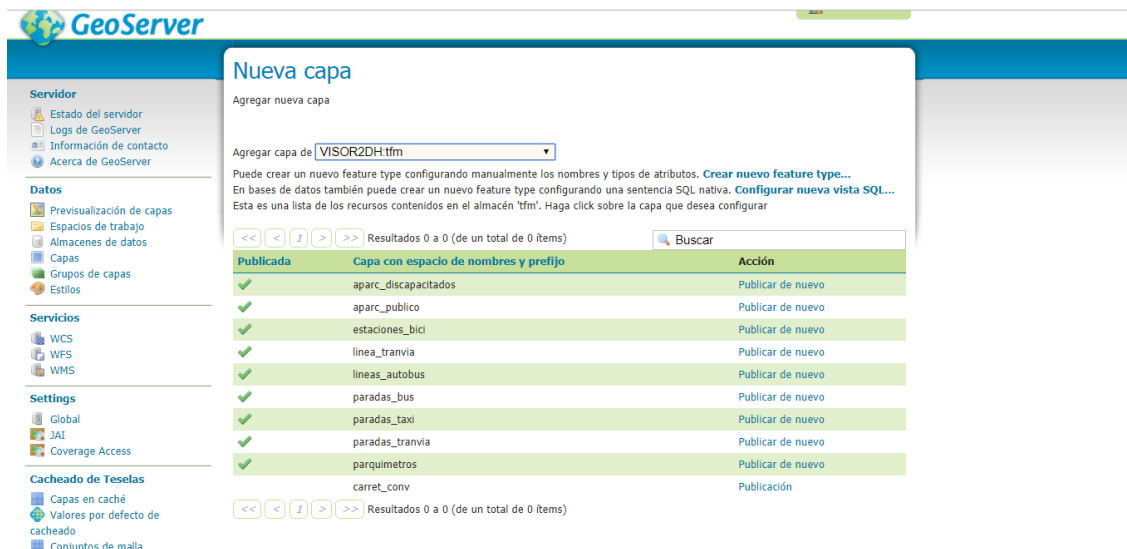 GeoServer
Servidor
Estado del servidor
Logs de GeoServer
Información de contacto
Acerca de GeoServer
Datos
Previsualización de capas
Espacios de trabajo
Almacenes de datos
Capas
Grupos de capas
Estilos
Servicios
WCS
WFS
WMS
Settings
Global
JAI
Coverage Access
Cacheado de Teselas
Capas en caché
Valores por defecto de
cacheado
Conjuntos de malla
Nueva capa
Agregar nueva capa
Agregar capa de VISOR2DH:tfm
Puede crear un nuevo feature type configurando manualmente los nombres y tipos de atributos. Crear nuevo feature type...
En bases de datos también puede crear un nuevo feature type configurando una sentencia SQL nativa. Configurar nueva vista SQL...
Esta es una lista de los recursos contenidos en el almacén 'tfm'. Haga click sobre la capa que desea configurar
<< < 1 > >> Resultados 0 a 0 (de un total de 0 ítems) Buscar
Publicada Capa con espacio de nombres y prefijo Acción
aparc_discapacitados Publicar de nuevo
aparc_publico Publicar de nuevo
estaciones_bici Publicar de nuevo
linea_tranvia Publicar de nuevo
lineas_autobus Publicar de nuevo
paradas_bus Publicar de nuevo
paradas_taxi Publicar de nuevo
paradas_tranvia Publicar de nuevo
parquimetros Publicar de nuevo
carret_conv Publicación
<< < 1 > >> Resultados 0 a 0 (de un total de 0 ítems)